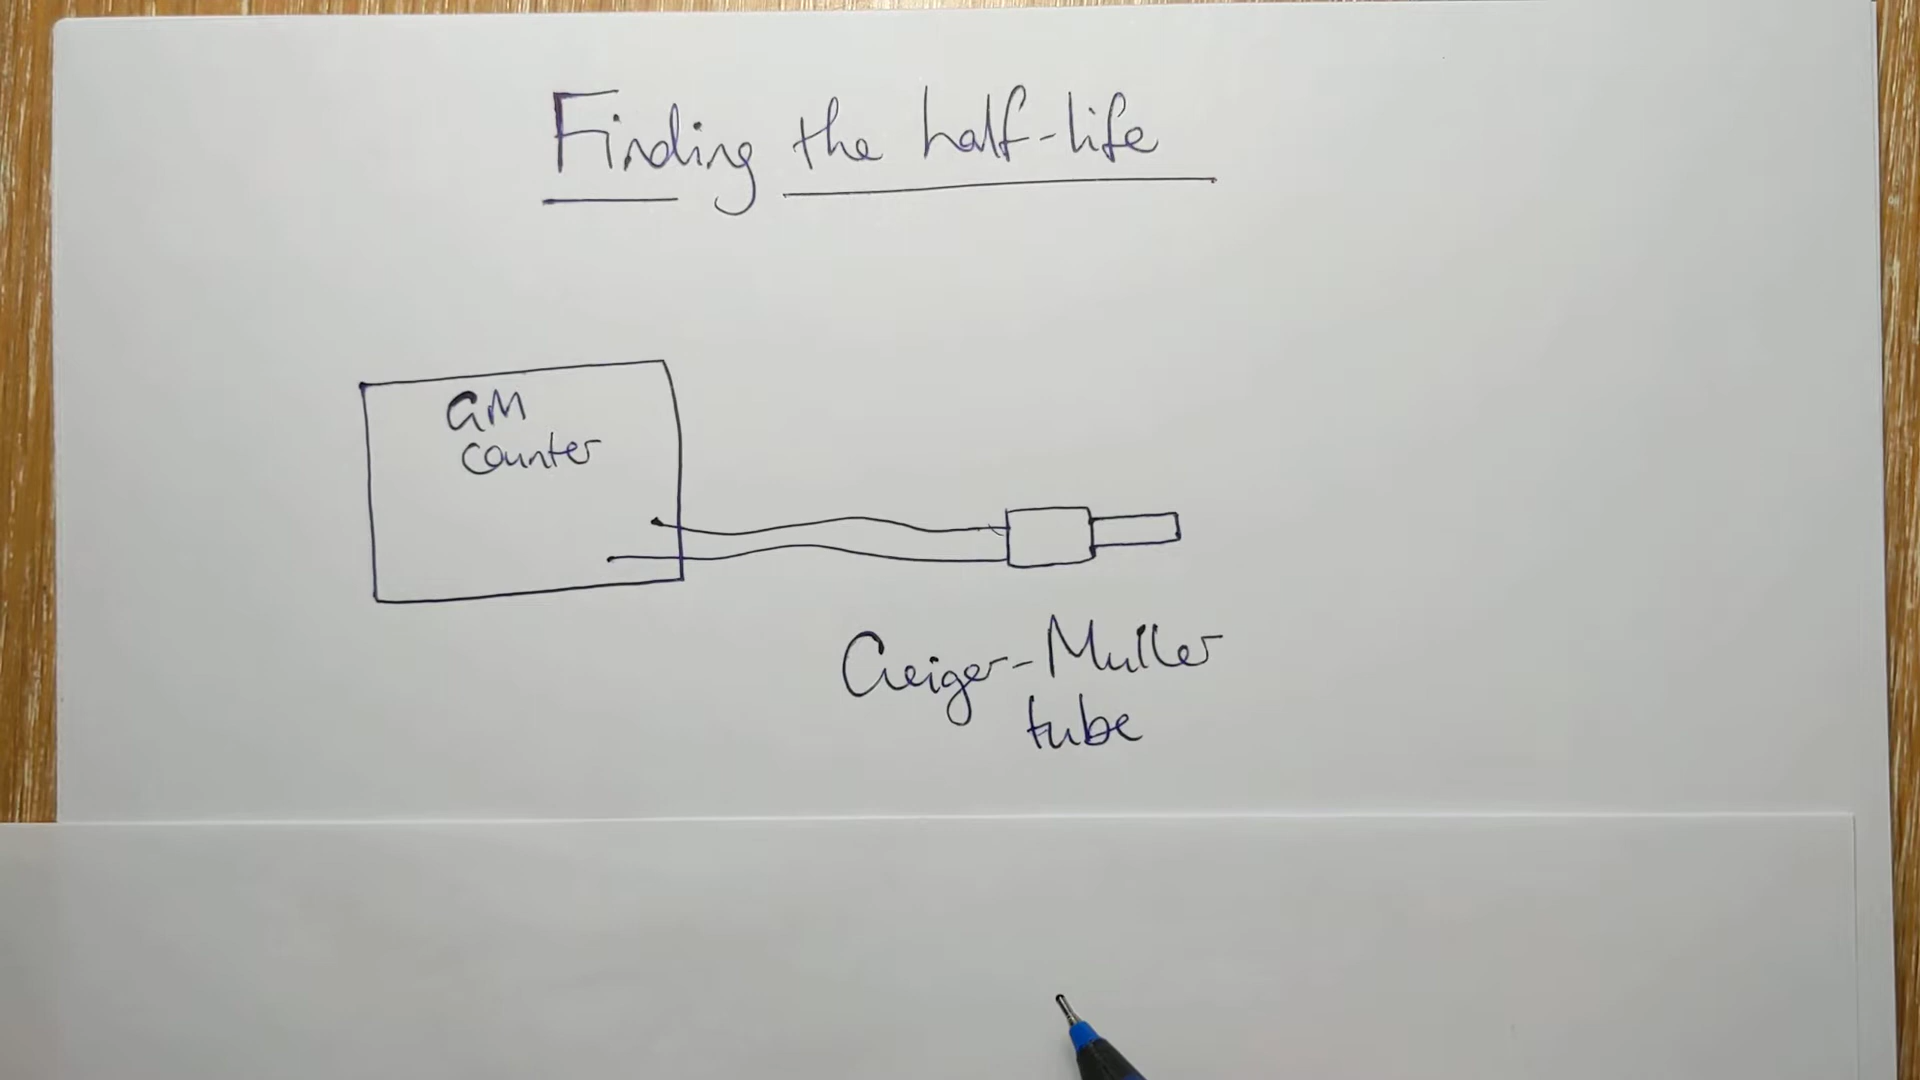 Finding the half-life
GM
counter
Geiger-Muller
tube